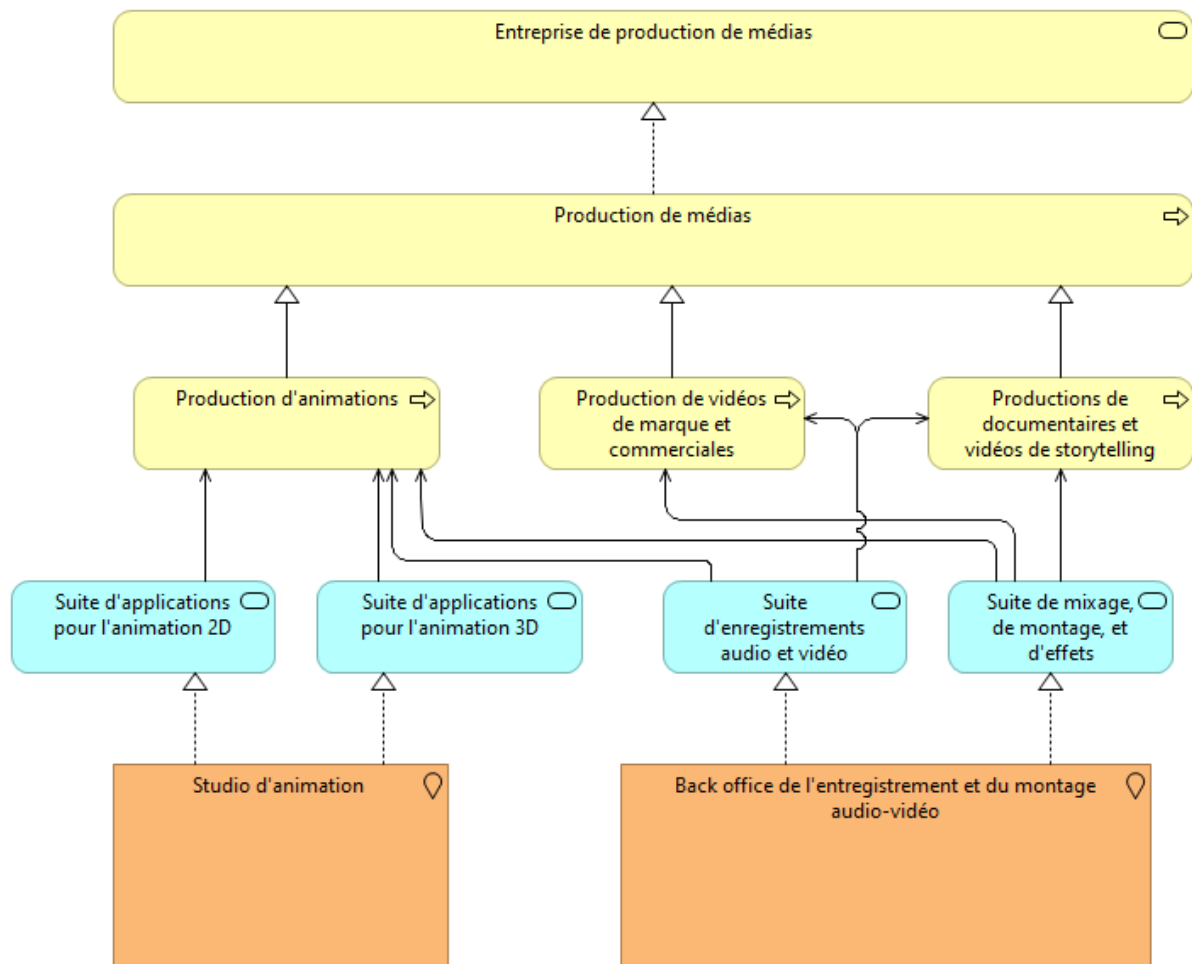 Entreprise de production de médias
Production de médias
Production d'animations
Production de vidéos
de marque et
commerciales
Productions de
documentaires et
vidéos de storytelling
Suite d'applications
pour l'animation 2D
Suite d'applications
pour l'animation 3D
Suite
d'enregistrements
audio et vidéo
Suite de mixage,
de montage, et
d'effets
Studio d'animation
Back office de l'entregistrement et du montage
audio-vidéo